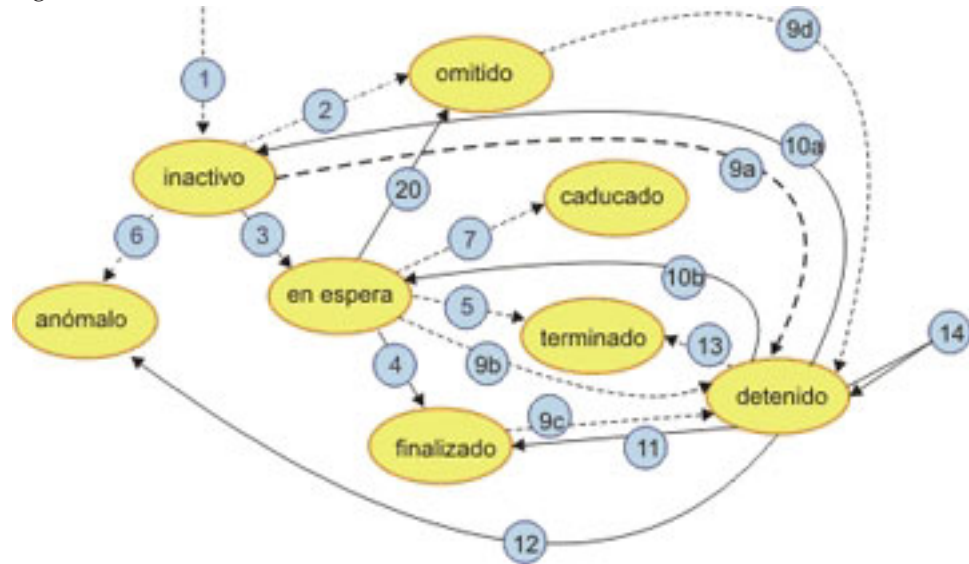 9d
omitido
1
2
10a
inactivo
9a
20
caducado
6
3
7
10b
en espera
5
anómalo
terminado
13
14
4
9b
detenido
9c
finalizado
11
12